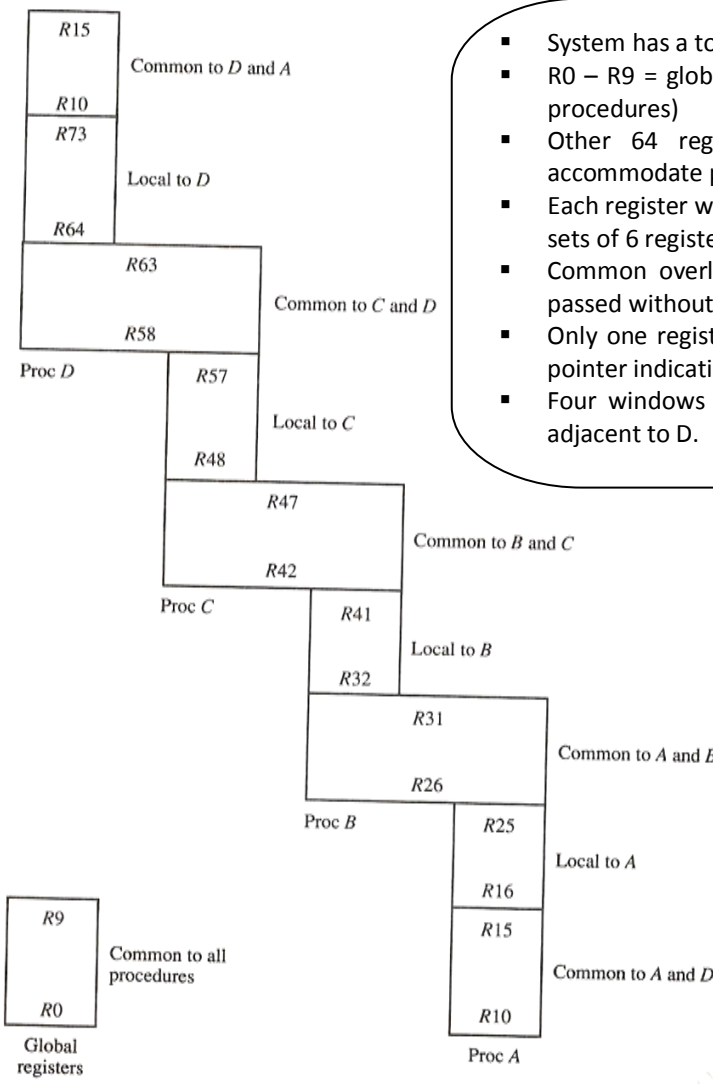 R15
Common to D and A
R10
R73
Local to D
R64
R63
Common to C and D
R58
Proc D
R57
Local to C
R48
R47
Common to B and C
R42
Proc C
R41
Local to B
R32
R31
Common to A and B
R26
Proc B
R25
Local to A
R16
R15
Common to A and D
R10
Proc A
R9
Common to all
procedures
R0
Global
registers
▪ System has a to
▪ R0 – R9 = glob
procedures)
▪ Other 64 reg
accommodate p
▪ Each register w
sets of 6 registe
▪ Common overl
passed without
▪ Only one regist
pointer indicati
▪ Four windows
adjacent to D.